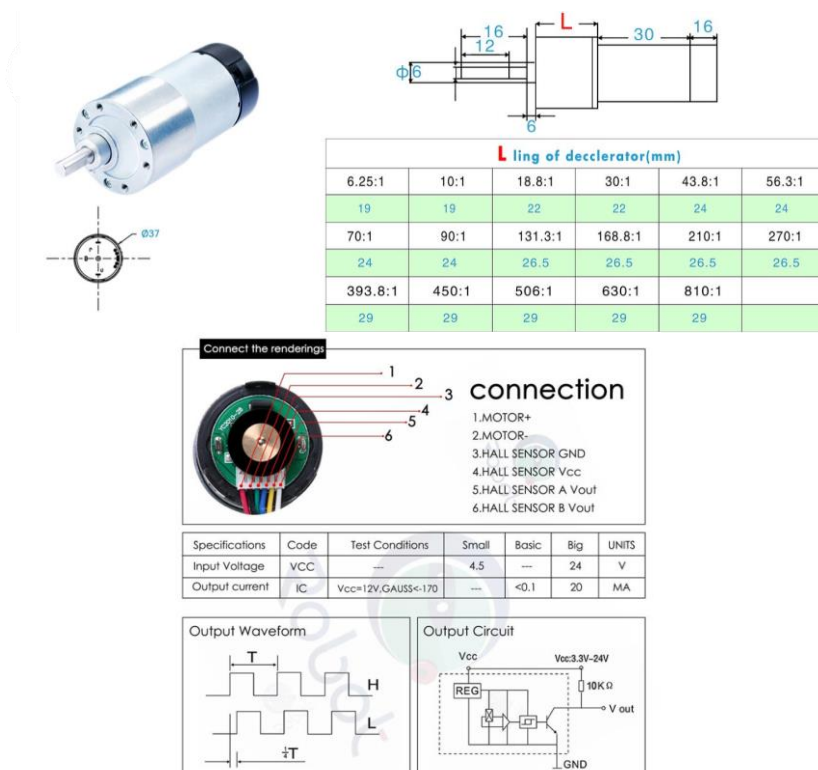 16
12
Φ6
6
L
30
16
Ø37
L ling of decclerator(mm)
6.25:1 10:1 18.8:1 30:1 43.8:1 56.3:1
19 19 22 22 24 24
70:1 90:1 131.3:1 168.8:1 210:1 270:1
24 24 26.5 26.5 26.5 26.5
393.8:1 450:1 506:1 630:1 810:1
29 29 29 29 29
Connect the renderings
1
2
3
4
5
6
connection
1.MOTOR+
2.MOTOR-
3.HALL SENSOR GND
4.HALL SENSOR Vcc
5.HALL SENSOR A Vout
6.HALL SENSOR B Vout
Specifications Code Test Conditions Small Basic Big UNITS
Input Voltage VCC --- 4.5 --- 24 V
Output current IC Vcc=12V,GAUSS<-170 --- <0.1 20 MA
Output Waveform
T
H
L
¼T
Output Circuit
Vcc
Vcc:3.3V~24V
REG
10KΩ
V out
GND
Robot